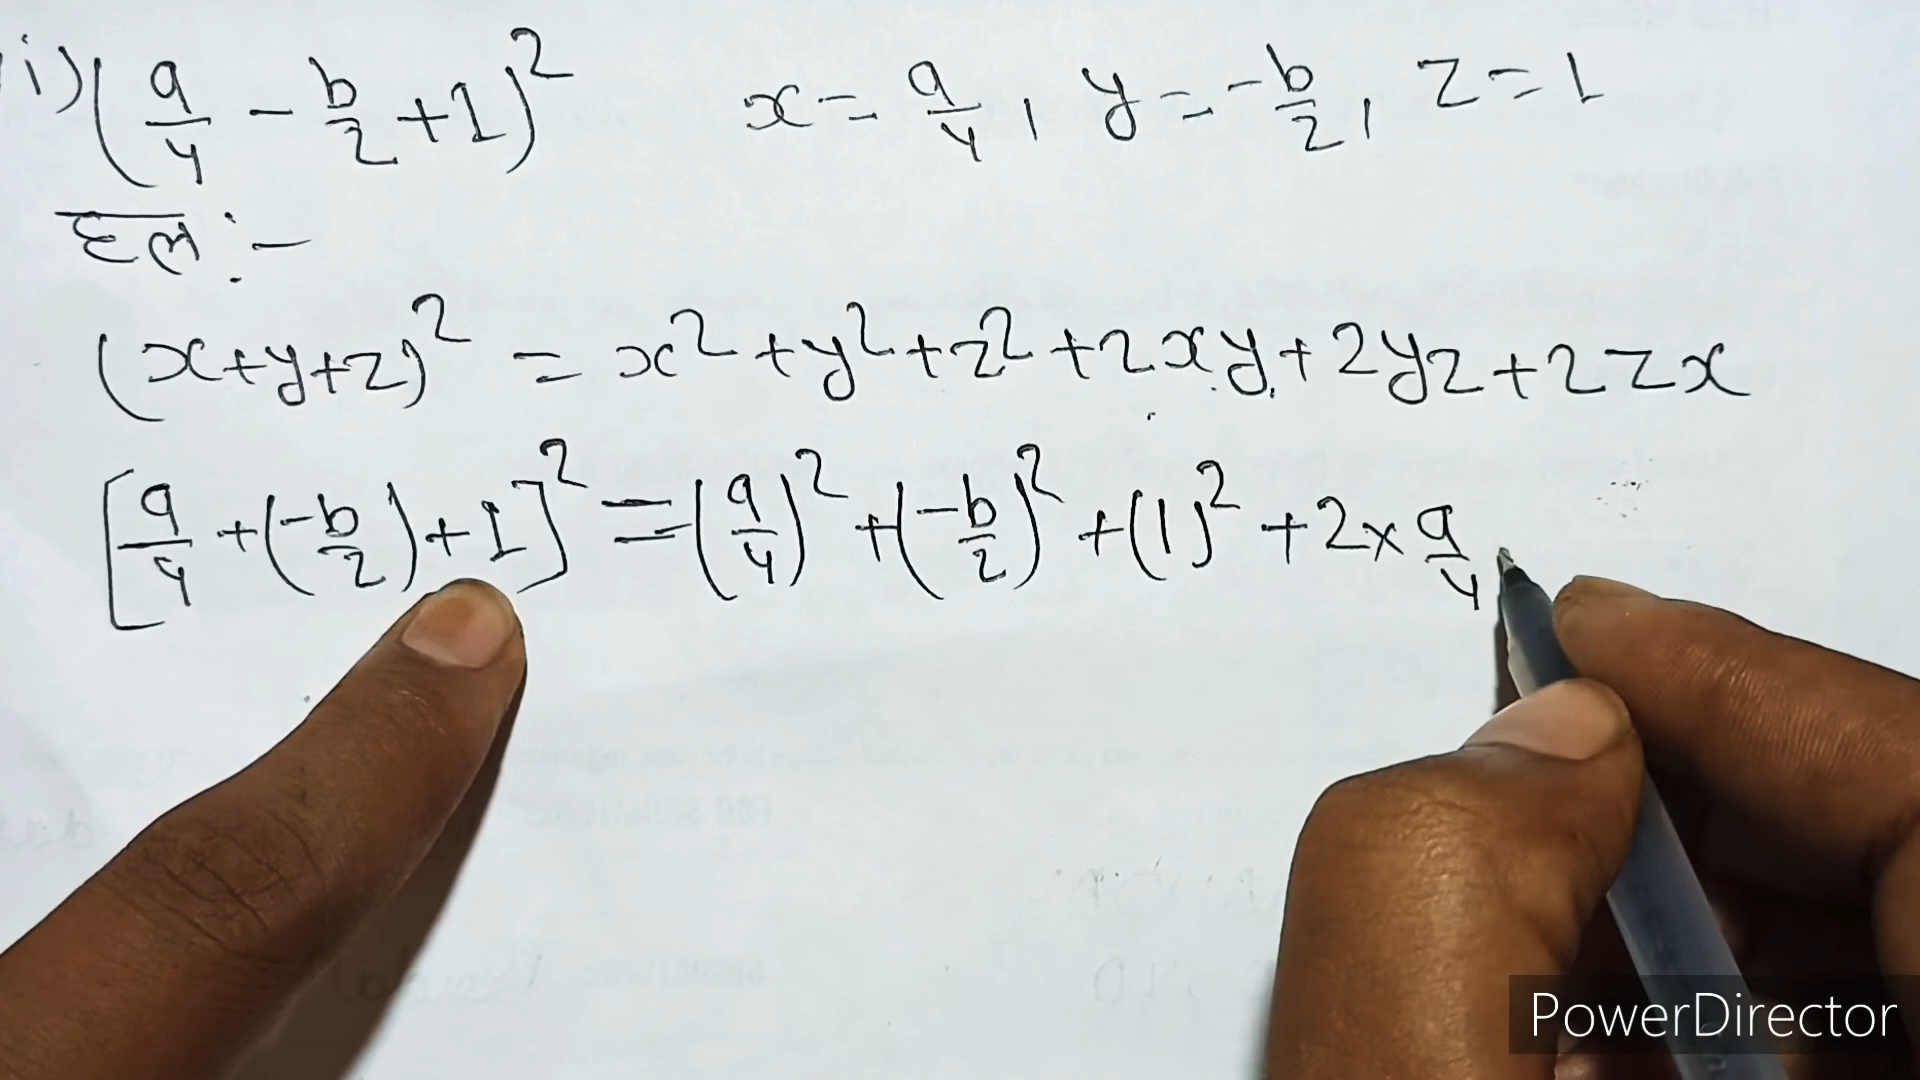 i) (a/4 - b/2 + 1)² x = a/4, y = -b/2, z = 1
हल :-
(x+y+z)² = x² + y² + z² + 2xy + 2yz + 2zx
[a/4 + (-b/2) + 1]² = (a/4)² + (-b/2)² + (1)² + 2 × a/4
PowerDirector